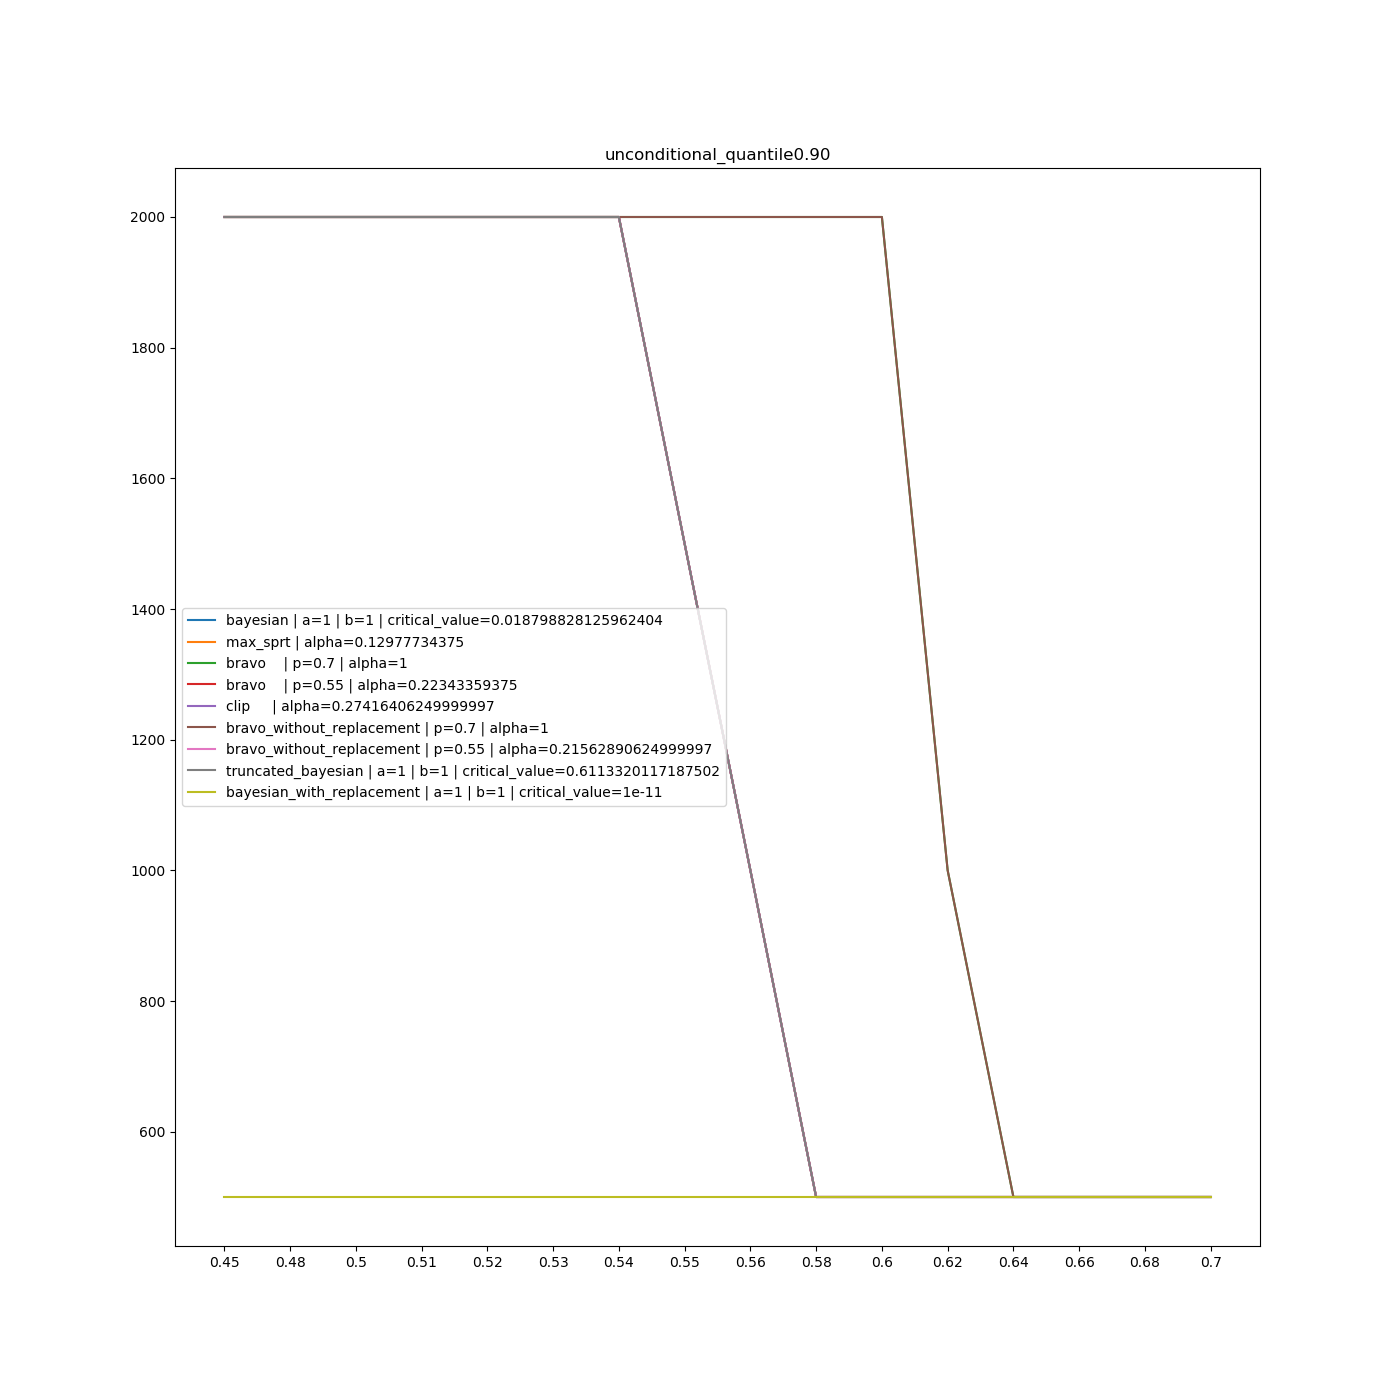 unconditional_quantile0.90
2000
1800
1600
1400
1200
1000
800
600
bayesian | a=1 | b=1 | critical_value=0.018798828125962404
max_sprt | alpha=0.12977734375
bravo    | p=0.7 | alpha=1
bravo    | p=0.55 | alpha=0.22343359375
clip     | alpha=0.27416406249999997
bravo_without_replacement | p=0.7 | alpha=1
bravo_without_replacement | p=0.55 | alpha=0.21562890624999997
truncated_bayesian | a=1 | b=1 | critical_value=0.6113320117187502
bayesian_with_replacement | a=1 | b=1 | critical_value=1e-11
0.45 0.48 0.5 0.51 0.52 0.53 0.54 0.55 0.56 0.58 0.6 0.62 0.64 0.66 0.68 0.7